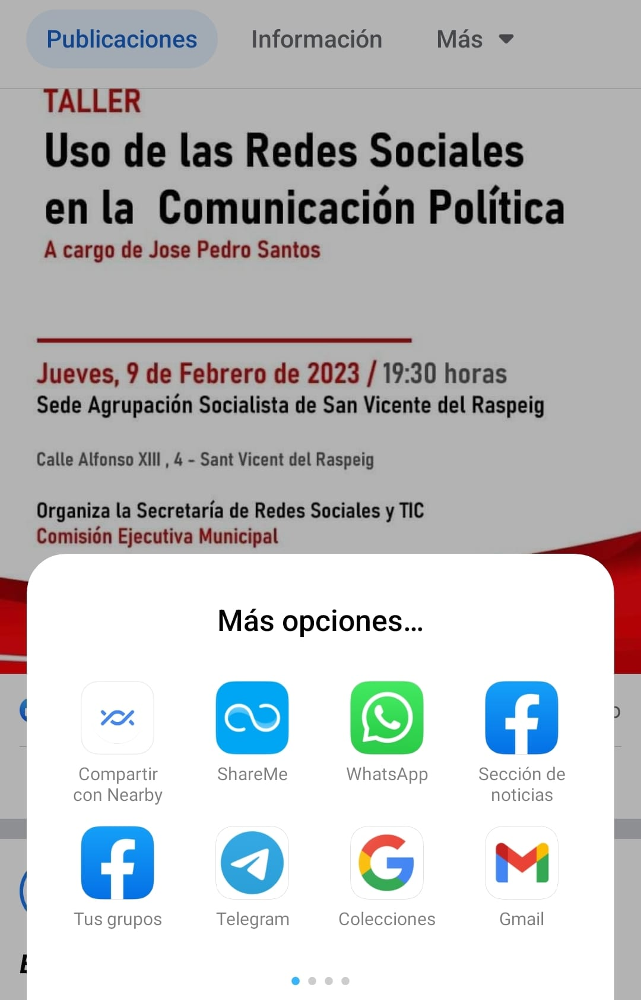 Publicaciones Información Más
TALLER
Uso de las Redes Sociales
en la Comunicación Política
A cargo de Jose Pedro Santos
Jueves, 9 de Febrero de 2023 / 19:30 horas
Sede Agrupación Socialista de San Vicente del Raspeig
Calle Alfonso XIII , 4 - Sant Vicent del Raspeig
Organiza la Secretaría de Redes Sociales y TIC
Comisión Ejecutiva Municipal
Más opciones...
Compartir
con Nearby
ShareMe
WhatsApp
Sección de
noticias
Tus grupos
Telegram
Colecciones
Gmail